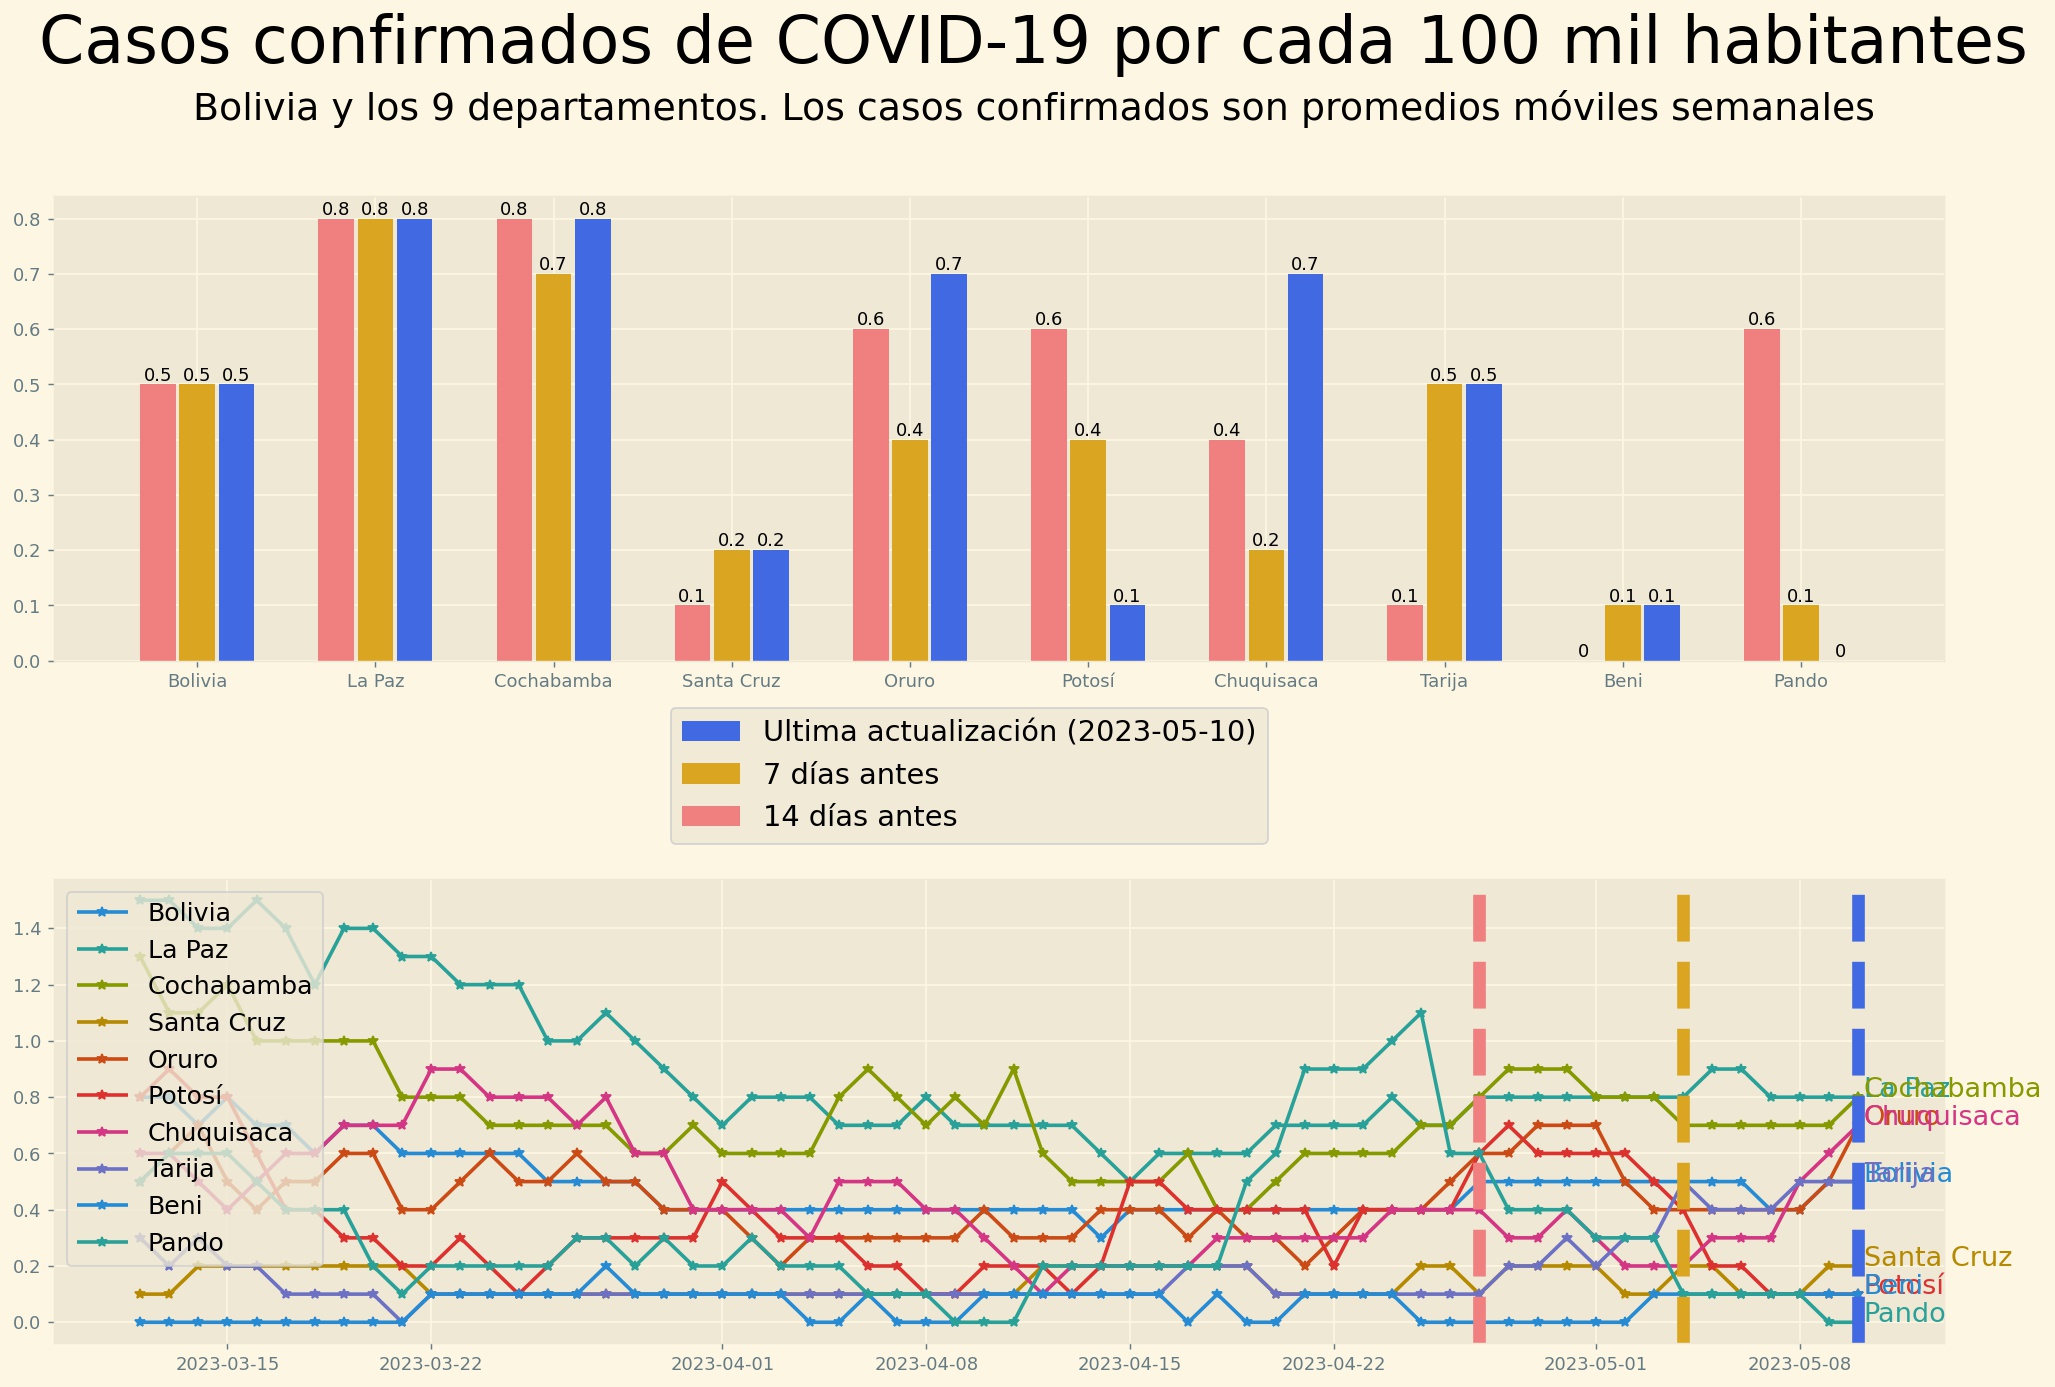 Casos confirmados de COVID-19 por cada 100 mil habitantes
Bolivia y los 9 departamentos. Los casos confirmados son promedios móviles semanales
0.8
0.7
0.6
0.5
0.4
0.3
0.2
0.1
0.0
0.5 0.5 0.5
0.8 0.8 0.8
0.8 0.7 0.8
0.1 0.2 0.2
0.6 0.4 0.7
0.6 0.4 0.1
0.4 0.2 0.7
0.1 0.5 0.5
0 0.1 0.1
0.6 0.1 0
Bolivia La Paz Cochabamba Santa Cruz Oruro Potosí Chuquisaca Tarija Beni Pando
Ultima actualización (2023-05-10)
7 días antes
14 días antes
1.4
1.2
1.0
0.8
0.6
0.4
0.2
0.0
Bolivia
La Paz
Cochabamba
Santa Cruz
Oruro
Potosí
Chuquisaca
Tarija
Beni
Pando
La Paz
Cochabamba
Oruro
Chuquisaca
Tarija
Bolivia
Santa Cruz
Beni
Potosí
Pando
2023-03-15 2023-03-22 2023-04-01 2023-04-08 2023-04-15 2023-04-22 2023-05-01 2023-05-08